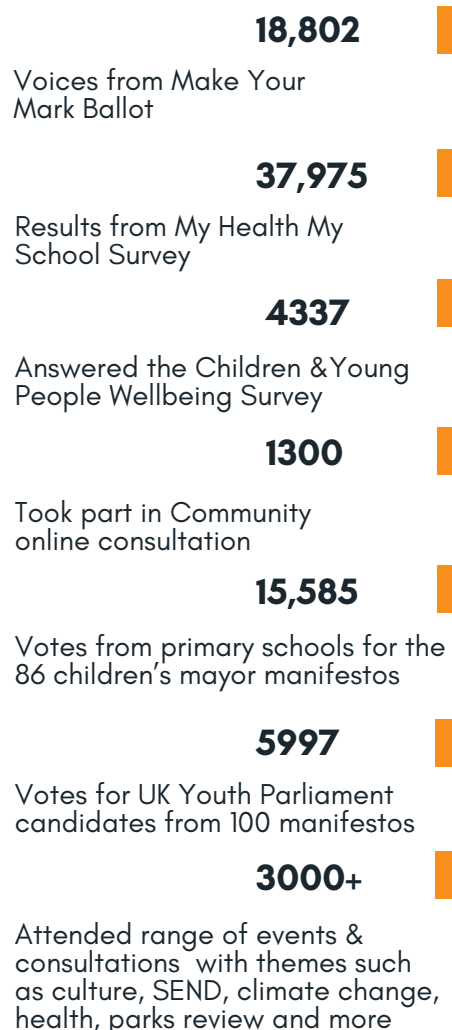 18,802
Voices from Make Your
Mark Ballot
37,975
Results from My Health My
School Survey
4337
Answered the Children &Young
People Wellbeing Survey
1300
Took part in Community
online consultation
15,585
Votes from primary schools for the
86 children's mayor manifestos
5997
Votes for UK Youth Parliament
candidates from 100 manifestos
3000+
Attended range of events &
consultations  with themes such
as culture, SEND, climate change,
health, parks review and more